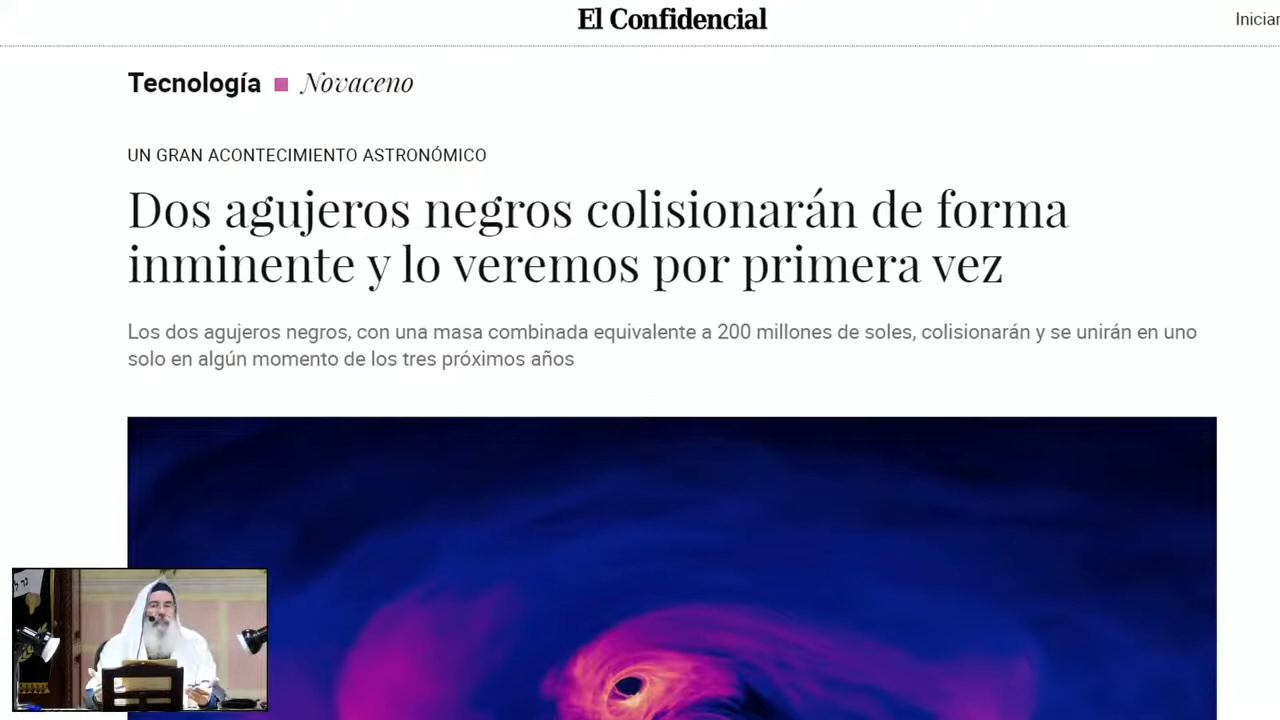 El Confidencial
Iniciar
Tecnología Novaceno
UN GRAN ACONTECIMIENTO ASTRONÓMICO
Dos agujeros negros colisionarán de forma
inminente y lo veremos por primera vez
Los dos agujeros negros, con una masa combinada equivalente a 200 millones de soles, colisionarán y se unirán en uno
solo en algún momento de los tres próximos años